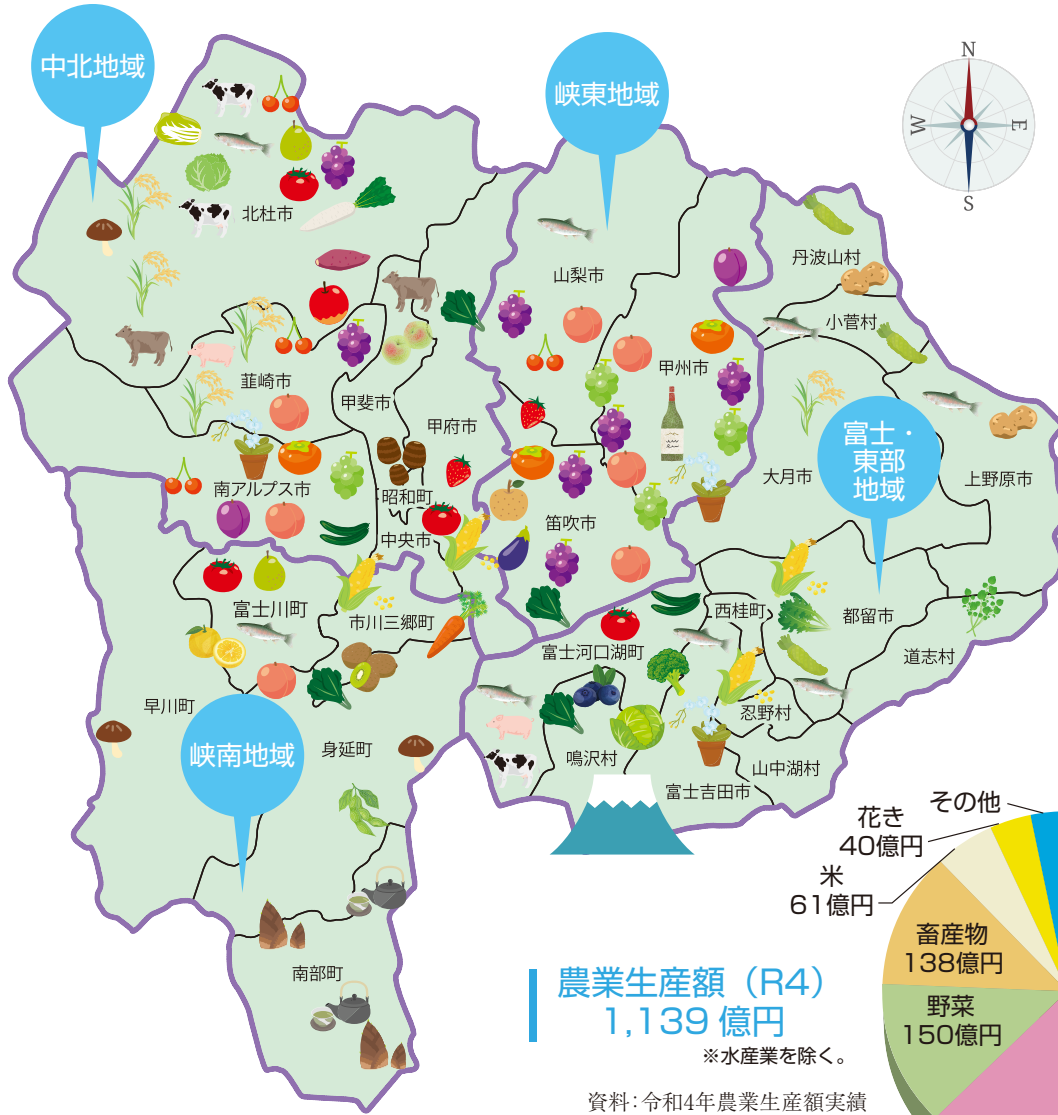 中北地域
峡東地域
N
W
E
S
北杜市
山梨市
丹波山村
小菅村
韮崎市
甲斐市
甲府市
甲州市
大月市
富士・
東部
地域
上野原市
南アルプス市
昭和町
中央市
笛吹市
富士川町
市川三郷町
西桂町
都留市
道志村
富士河口湖町
早川町
峡南地域
身延町
鳴沢村
忍野村
山中湖村
富士吉田市
南部町
その他
花き
40億円
米
61億円
畜産物
138億円
野菜
150億円
農業生産額（R4）
1,139 億円
※水産業を除く。
資料：令和4年農業生産額実績